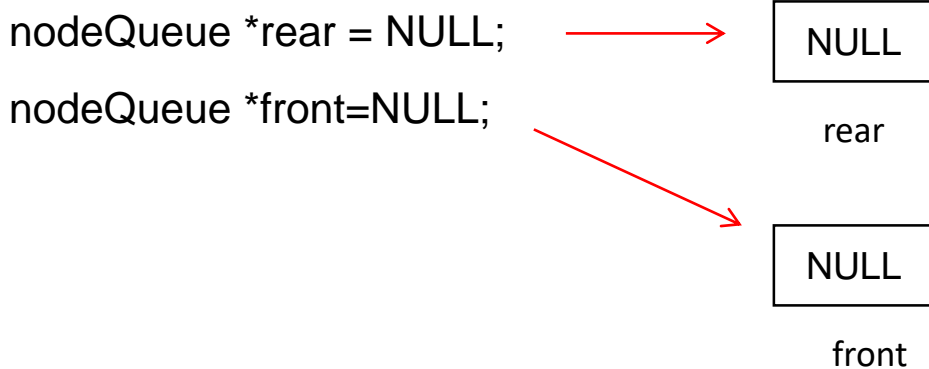 nodeQueue *rear = NULL;
NULL
nodeQueue *front=NULL;
rear
NULL
front